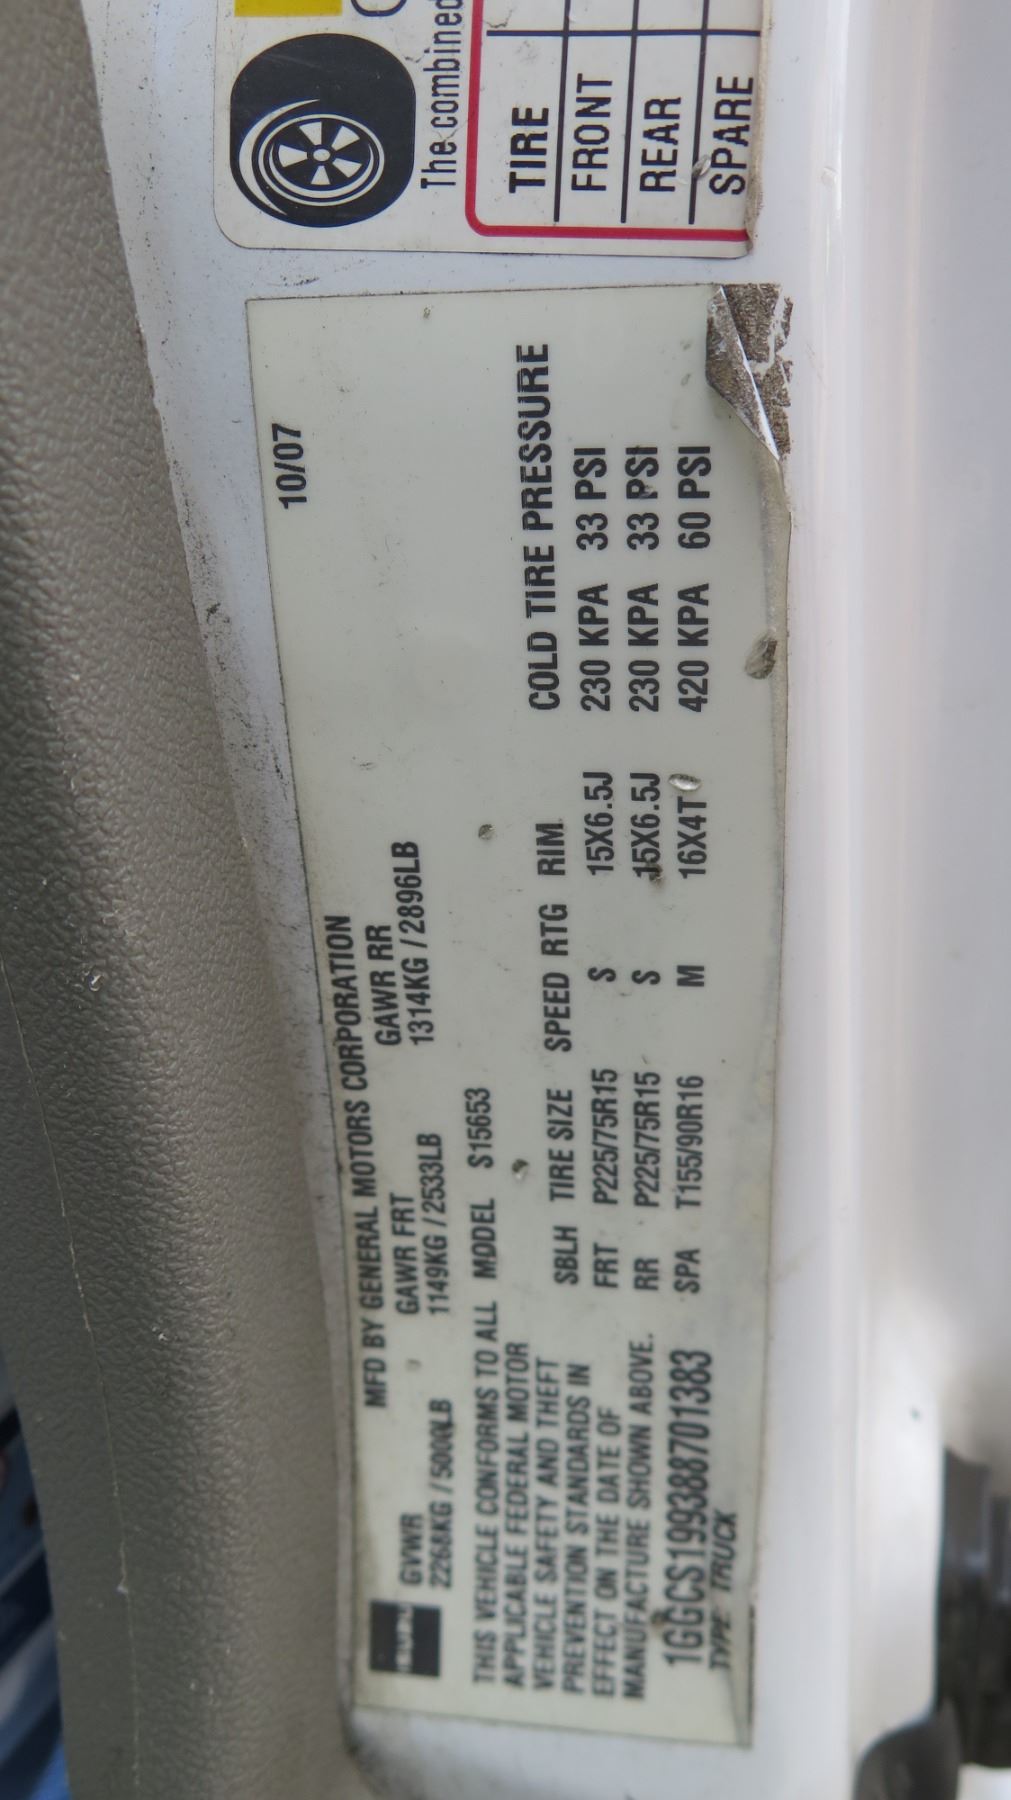 10/07
MFD BY GENERAL MOTORS CORPORATION
GVWR GAWR FRT GAWR RR
2268KG / 5000LB 1149KG / 2533LB 1314KG / 2896LB
THIS VEHICLE CONFORMS TO ALL
APPLICABLE FEDERAL MOTOR
VEHICLE SAFETY AND THEFT
PREVENTION STANDARDS IN
EFFECT ON THE DATE OF
MANUFACTURE SHOWN ABOVE.
1GGCS199388701383
TYPE TRUCK
MODEL S15653
SBLH TIRE SIZE SPEED RTG RIM COLD TIRE PRESSURE
FRT P225/75R15 S 15X6.5J 230 KPA 33 PSI
RR P225/75R15 S 15X6.5J 230 KPA 33 PSI
SPA T155/90R16 M 16X4T 420 KPA 60 PSI
The combined
TIRE
FRONT
REAR
SPARE